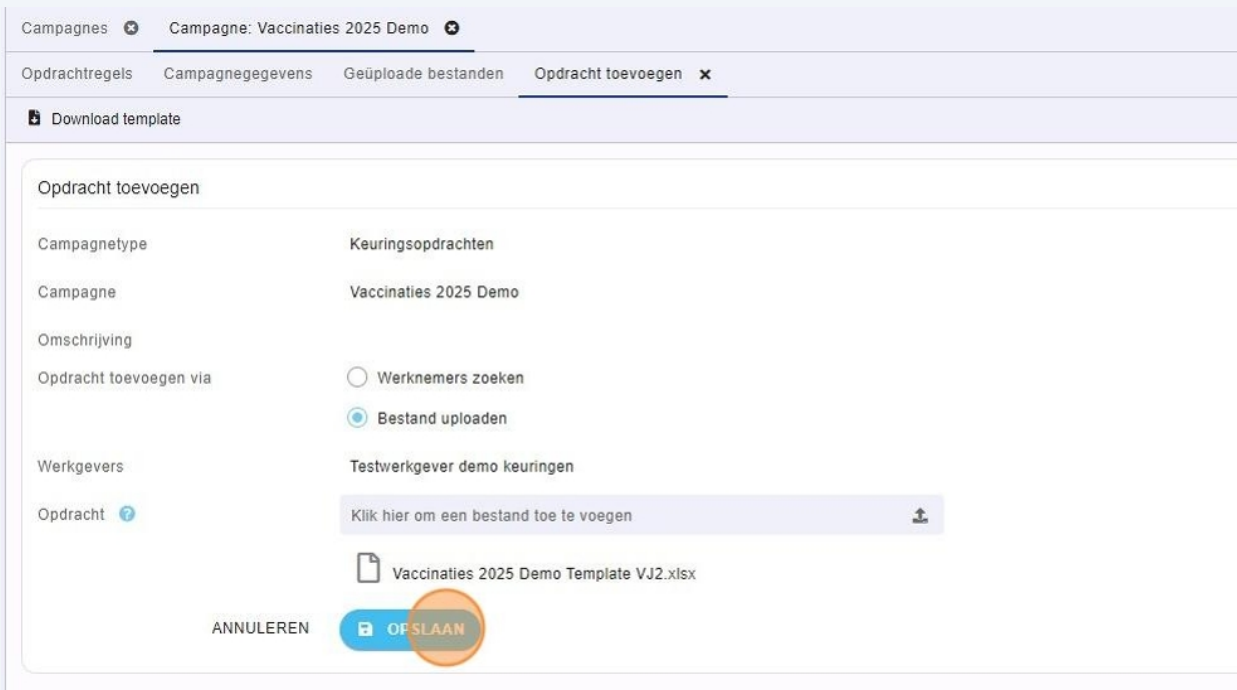 Campagnes Campagne: Vaccinaties 2025 Demo
Opdrachtregels Campagnegegevens Geüploade bestanden Opdracht toevoegen
Download template
Opdracht toevoegen
Campagnetype Keuringsopdrachten
Campagne Vaccinaties 2025 Demo
Omschrijving
Opdracht toevoegen via Werknemers zoeken
Bestand uploaden
Werkgevers Testwerkgever demo keuringen
Opdracht ? Klik hier om een bestand toe te voegen
Vaccinaties 2025 Demo Template VJ2.xlsx
ANNULEREN OPSLAAN